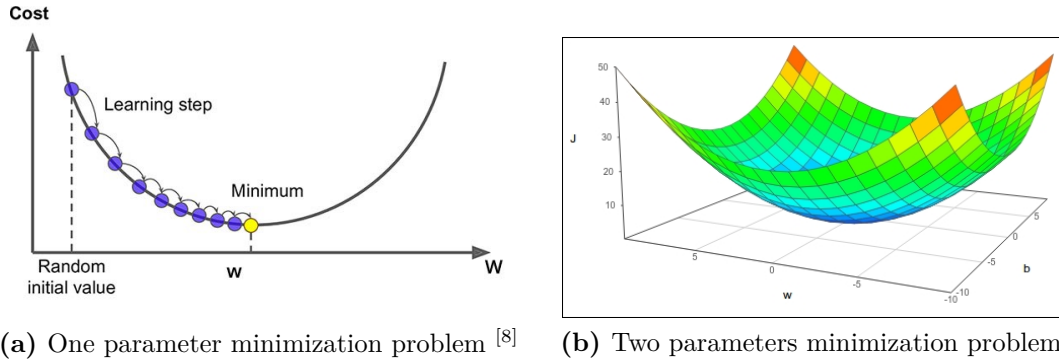 Cost
Learning step
Minimum
Random
initial value
w
W
50
40
30
20
10
J
5
0
-5
-10
w
5
0
-5
-10
b
(a) One parameter minimization problem [8]
(b) Two parameters minimization problem